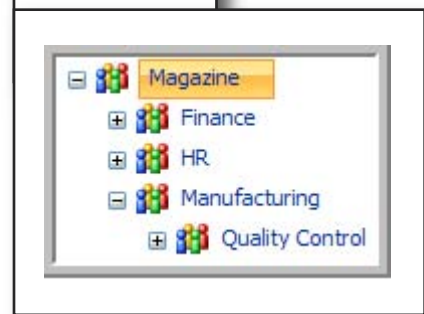 Magazine
Finance
HR
Manufacturing
Quality Control